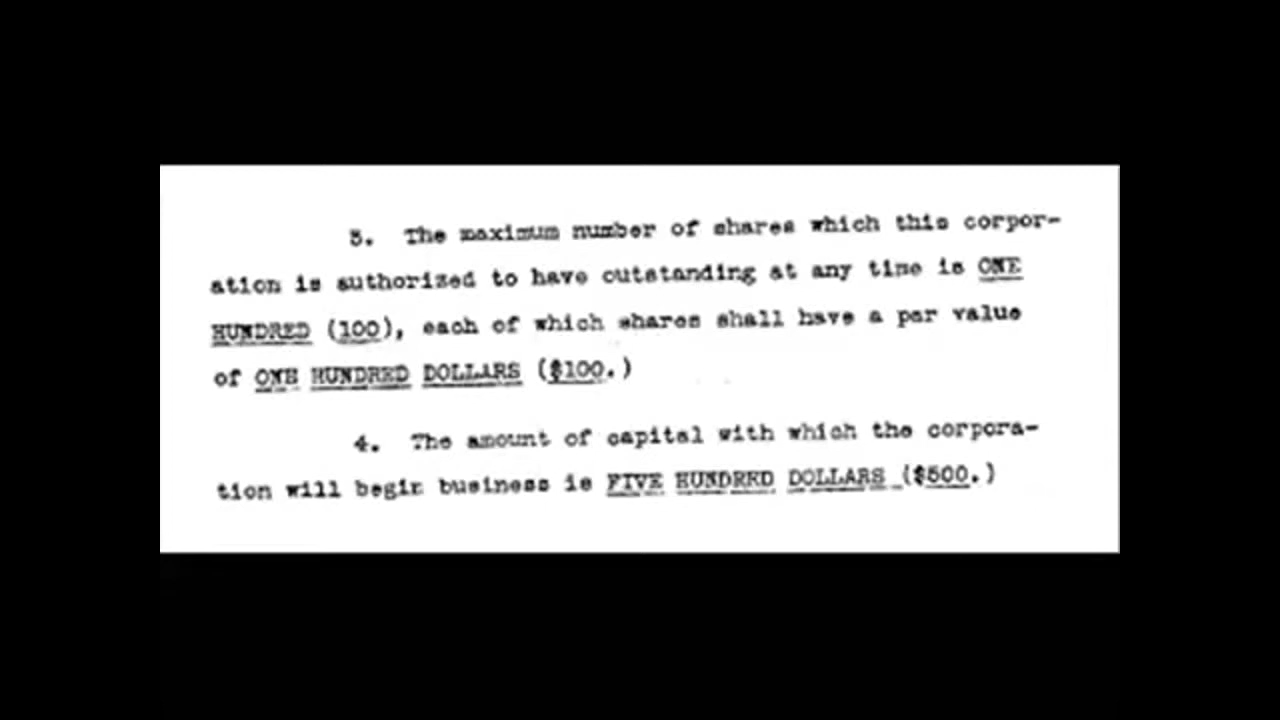 3. The maximum number of shares which this corpor-
ation is authorized to have outstanding at any time is ONE
HUNDRED (100), each of which shares shall have a par value
of ONE HUNDRED DOLLARS ($100.)
4. The amount of capital with which the corpora-
tion will begin business is FIVE HUNDRED DOLLARS ($500.)